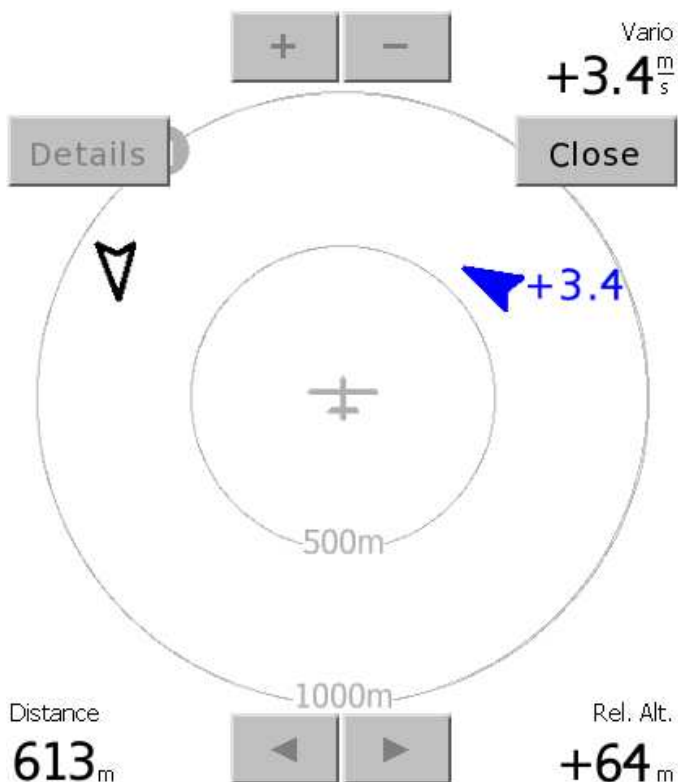 + −
Vario
+3.4 m/s
Details
Close
+3.4
500m
1000m
Distance
613m
◀ ▶
Rel. Alt.
+64m